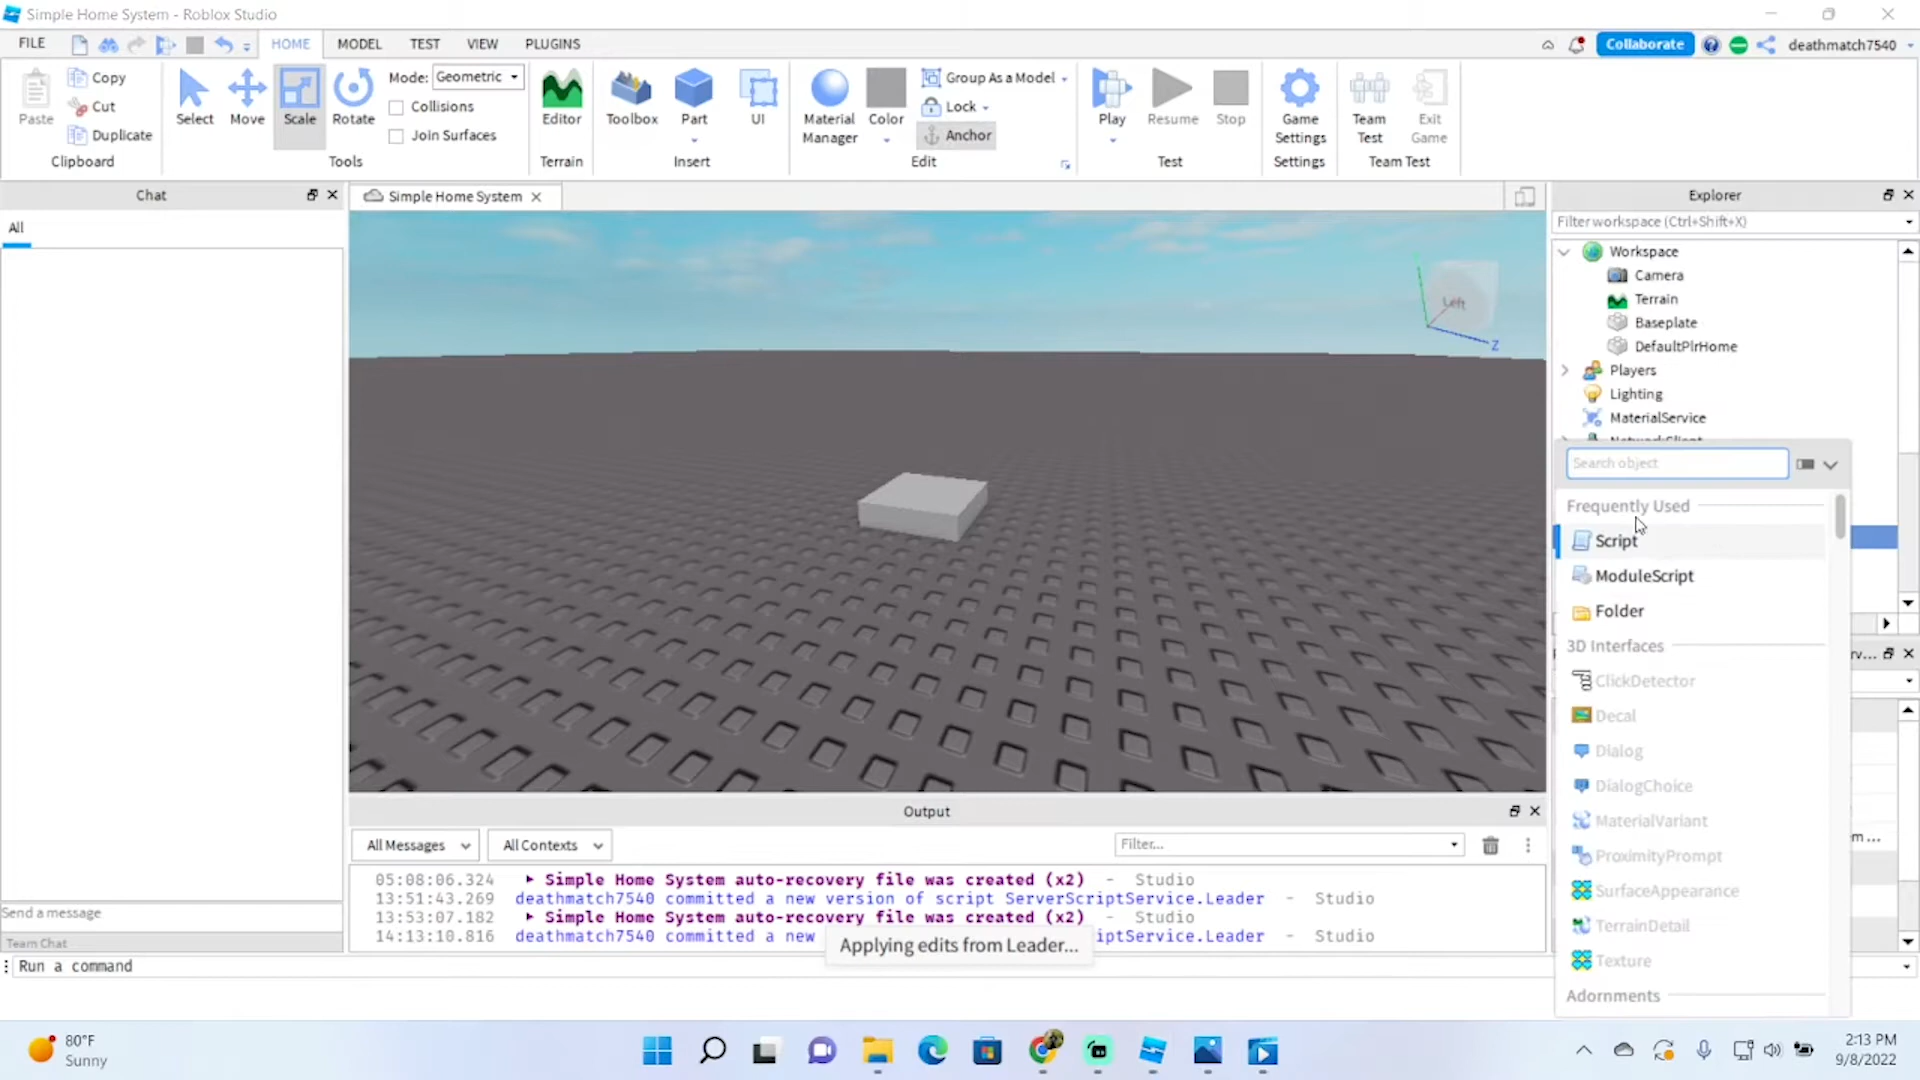 Simple Home System - Roblox Studio
FILE
HOME
MODEL
TEST
VIEW
PLUGINS
Collaborate
deathmatch7540
Paste
Copy
Cut
Duplicate
Clipboard
Select
Move
Scale
Rotate
Mode: Geometric
Collisions
Join Surfaces
Tools
Editor
Terrain
Toolbox
Part
UI
Insert
Material
Manager
Color
Group As a Model
Lock
Anchor
Edit
Play
Resume
Stop
Test
Game
Settings
Settings
Team
Test
Exit
Game
Team Test
Chat
All
Send a message
Team Chat
Simple Home System
Left
Z
Explorer
Filter workspace (Ctrl+Shift+X)
Workspace
Camera
Terrain
Baseplate
DefaultPlrHome
Players
Lighting
MaterialService
NetworkClient
Search object
Frequently Used
Script
ModuleScript
Folder
3D Interfaces
ClickDetector
Decal
Dialog
DialogChoice
MaterialVariant
ProximityPrompt
SurfaceAppearance
TerrainDetail
Texture
Adornments
rv...
m ...
Output
All Messages
All Contexts
Filter...
05:08:06.324 Simple Home System auto-recovery file was created (x2) - Studio
13:51:43.269 deathmatch7540 committed a new version of script ServerScriptService.Leader - Studio
13:53:07.182 Simple Home System auto-recovery file was created (x2) - Studio
14:13:10.816 deathmatch7540 committed a new iptService.Leader - Studio
Applying edits from Leader...
Run a command
80°F
Sunny
2:13 PM
9/8/2022